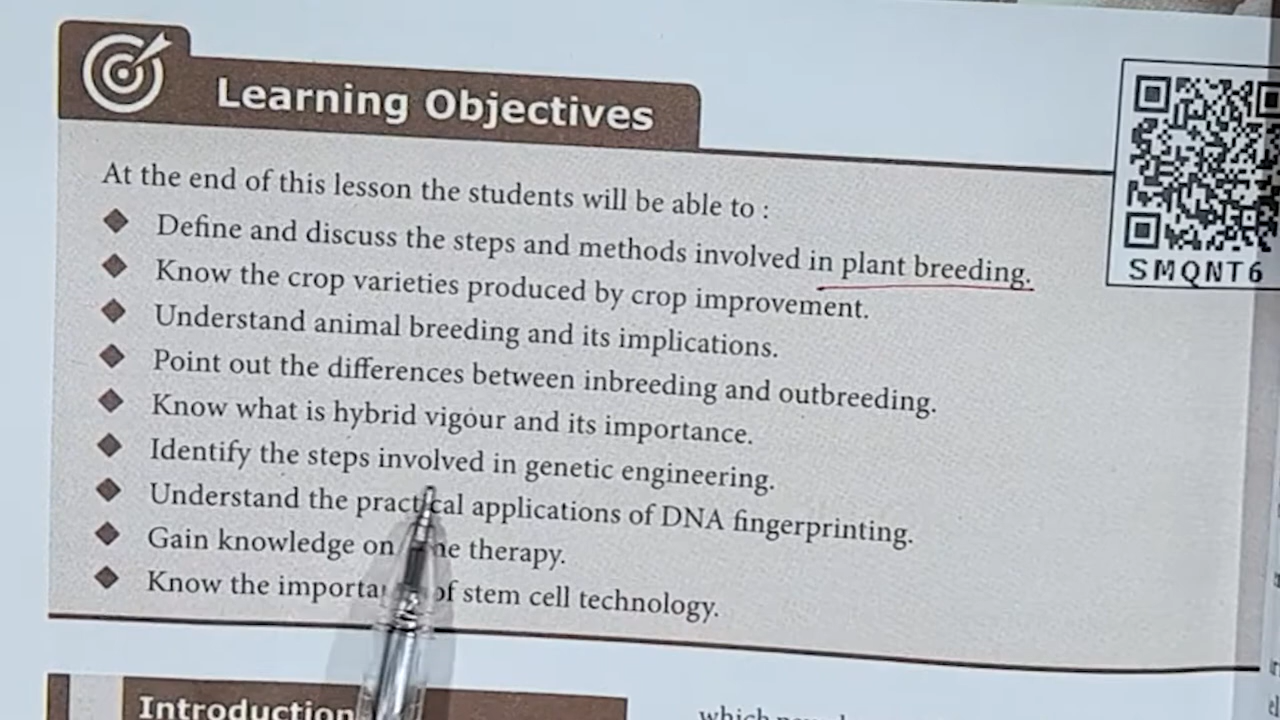 Learning Objectives
At the end of this lesson the students will be able to :
Define and discuss the steps and methods involved in plant breeding.
Know the crop varieties produced by crop improvement.
Understand animal breeding and its implications.
Point out the differences between inbreeding and outbreeding.
Know what is hybrid vigour and its importance.
Identify the steps involved in genetic engineering.
Understand the practical applications of DNA fingerprinting.
Gain knowledge on therapy.
Know the of stem cell technology.
SMQNT6
Introduction
which